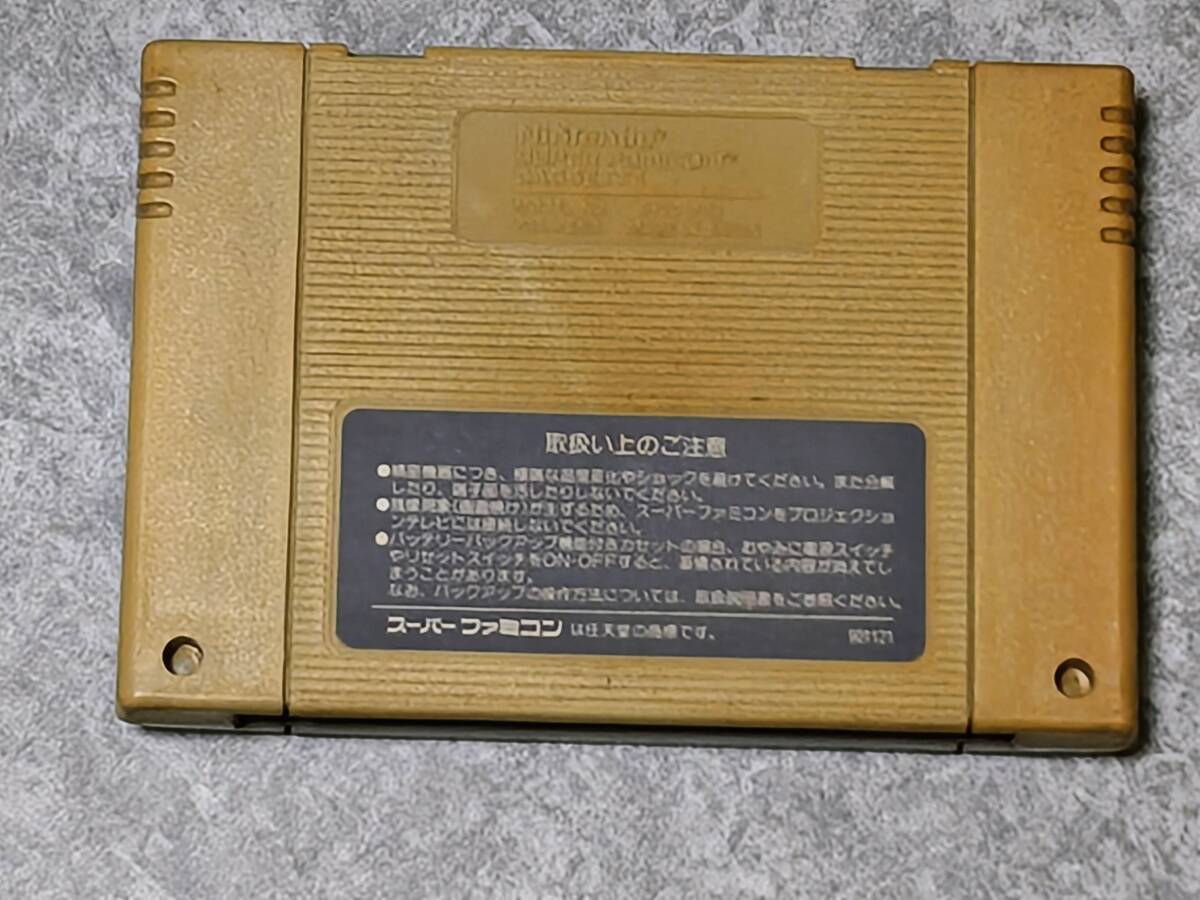 Nintendo
取扱い上のご注意
●精密機器につき、極端な温度変化やショックを避けてください。また分解
したり、端子部を汚したりしないでください。
●残像現象(画面焼け)が生ずるため、スーパーファミコンをプロジェクショ
ンテレビには接続しないでください。
●バッテリーバックアップ機能付きカセットの場合、むやみに電源スイッチ
やリセットスイッチをON・OFFすると、蓄積されている内容が消えてし
まうことがあります。
なお、バックアップの操作方法については、取扱説明書をご参照ください。
スーパーファミコン は任天堂の商標です。
901121